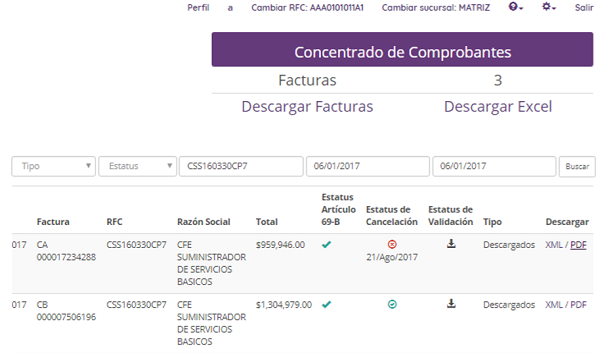 Perfil a Cambiar RFC: AAA0101011A1 Cambiar sucursal: MATRIZ Salir
Concentrado de Comprobantes
Facturas 3
Descargar Facturas Descargar Excel
Tipo Estatus CSS160330CP7 06/01/2017 06/01/2017 Buscar
Factura RFC Razón Social Total Estatus Artículo 69-B Estatus de Cancelación Estatus de Validación Tipo Descargar
017 CA CSS160330CP7 CFE $959,946.00 Descargados XML / PDF
000017234288 SUMINISTRADOR 21/Ago/2017
DE SERVICIOS
BASICOS
017 CB CSS160330CP7 CFE $1,304,979.00 Descargados XML / PDF
000007506196 SUMINISTRADOR
DE SERVICIOS
BASICOS